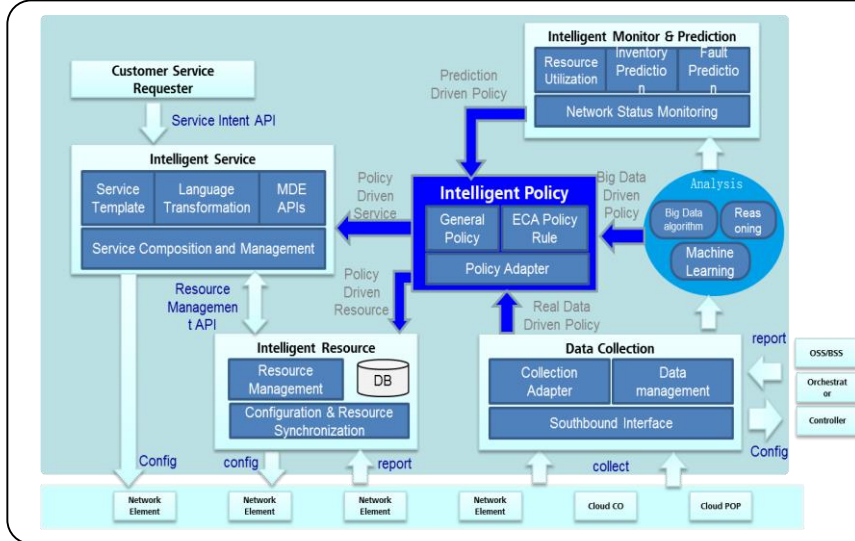 Intelligent Monitor & Prediction
Resource
Utilization
Inventory
Predictio
n
Fault
Predictio
n
Network Status Monitoring
Customer Service
Requester
Service Intent API
Prediction
Driven Policy
Intelligent Service
Service
Template
Language
Transformation
MDE
APIs
Service Composition and Management
Policy
Driven
Service
Intelligent Policy
General
Policy
ECA Policy
Rule
Policy Adapter
Big Data
Driven
Policy
Analysis
Big Data
algorithm
Reas
oning
Machine
Learning
Resource
Managemen
t API
Policy
Driven
Resource
Real Data
Driven Policy
Intelligent Resource
Resource
Management
DB
Configuration & Resource
Synchronization
Data Collection
Collection
Adapter
Data
management
Southbound Interface
report
OSS/BSS
Orchestrat
or
Controller
Config
Config
config
report
collect
Network
Element
Network
Element
Network
Element
Network
Element
Cloud CO
Cloud POP